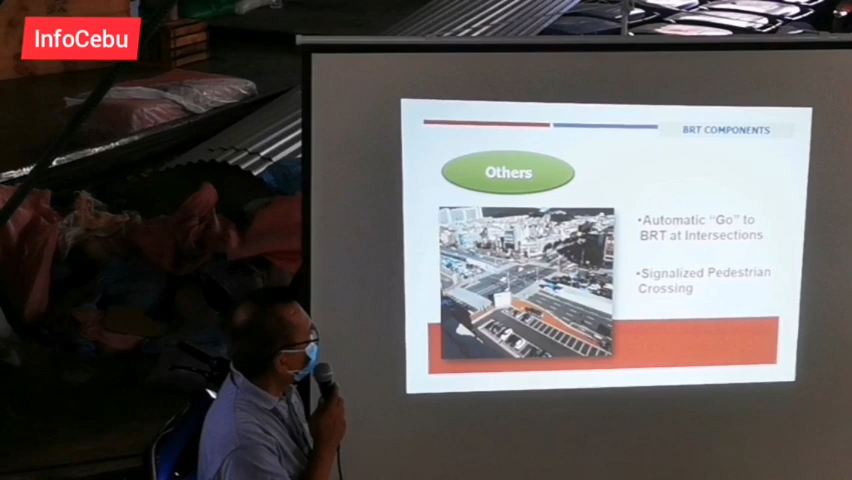 InfoCebu
BRT COMPONENTS
Others
•Automatic “Go” to
BRT at Intersections
•Signalized Pedestrian
Crossing